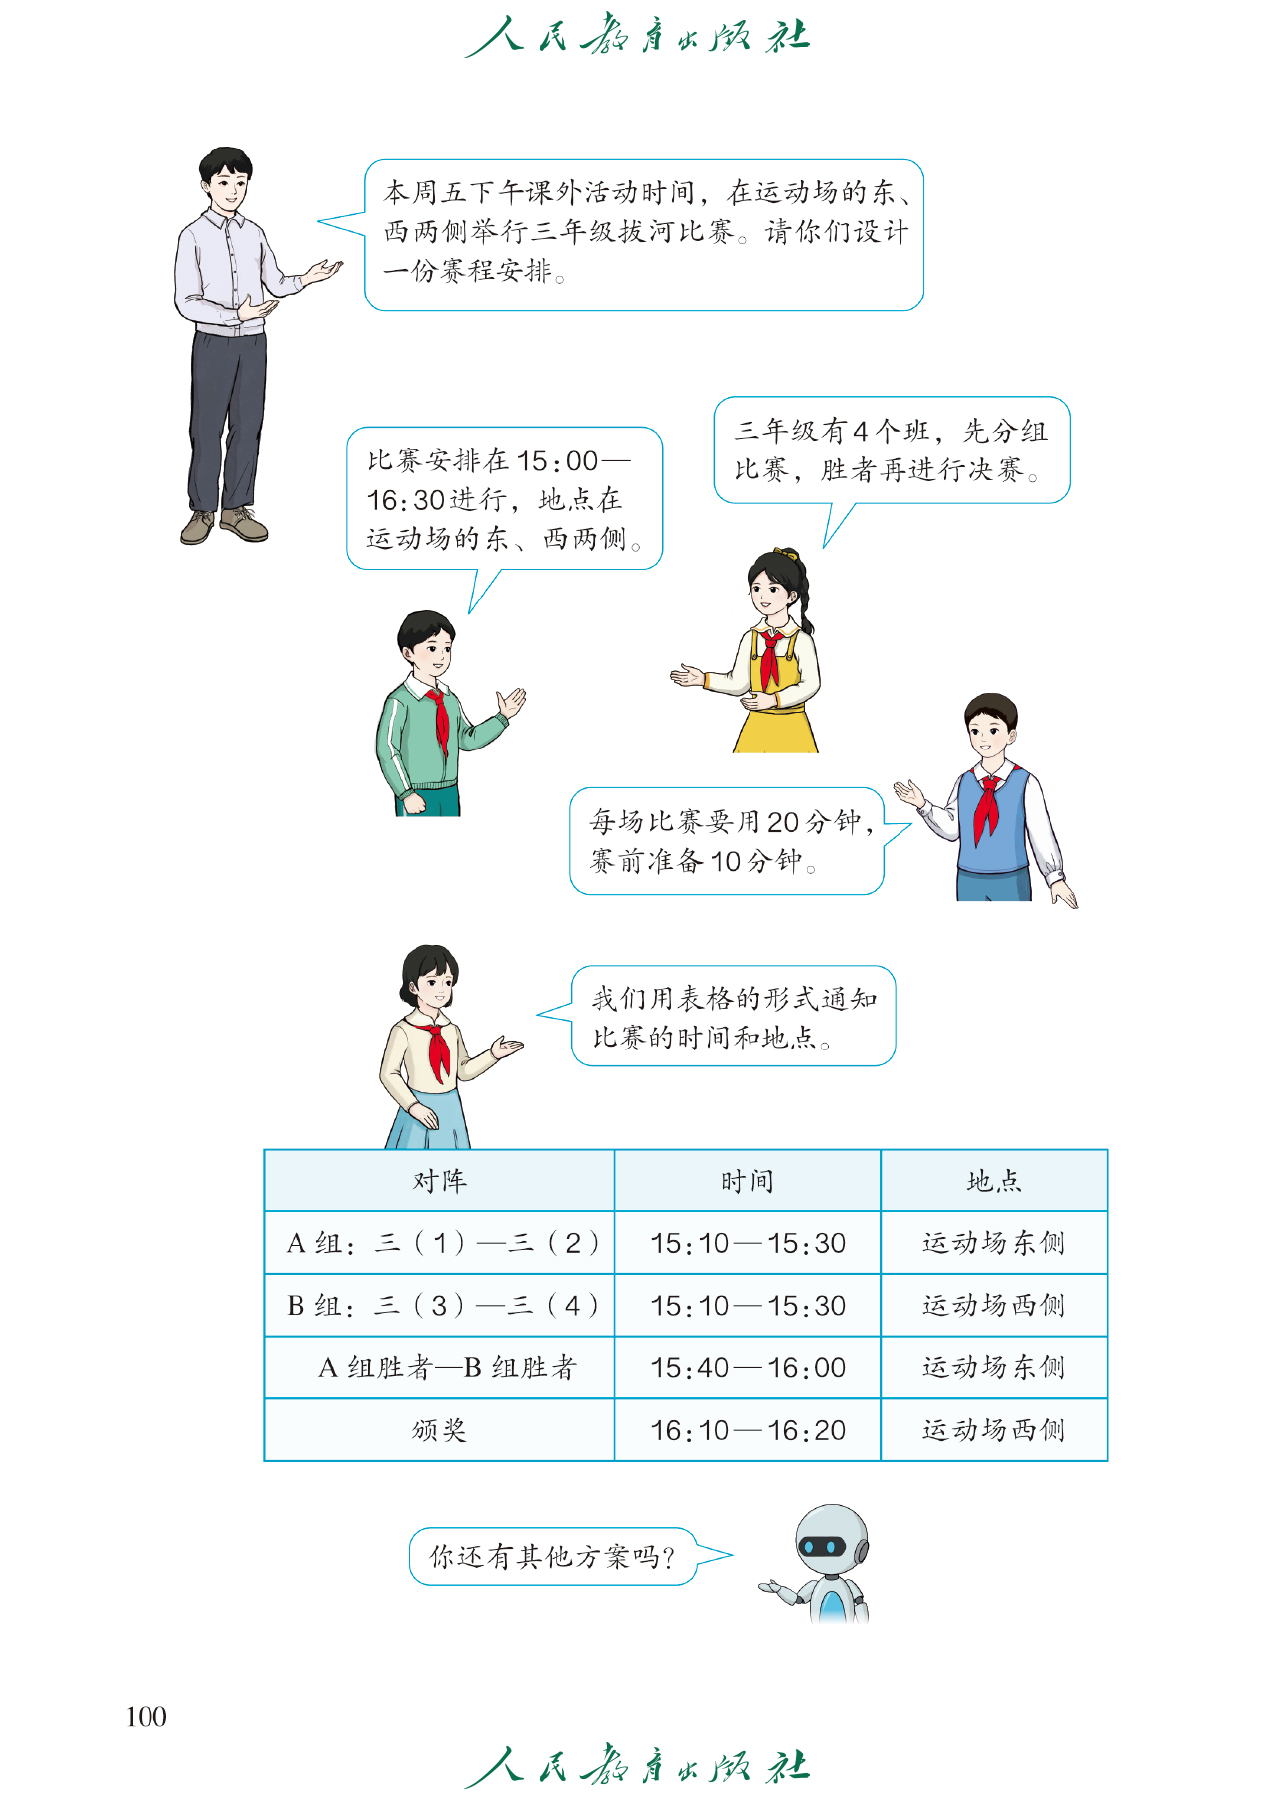 人民教育出版社
本周五下午课外活动时间，在运动场的东、
西两侧举行三年级拔河比赛。请你们设计
一份赛程安排。
三年级有4个班，先分组
比赛，胜者再进行决赛。
比赛安排在15:00—
16:30进行，地点在
运动场的东、西两侧。
每场比赛要用20分钟，
赛前准备10分钟。
我们用表格的形式通知
比赛的时间和地点。
对阵 时间 地点
A组：三（1）—三（2） 15:10—15:30 运动场东侧
B组：三（3）—三（4） 15:10—15:30 运动场西侧
A组胜者—B组胜者 15:40—16:00 运动场东侧
颁奖 16:10—16:20 运动场西侧
你还有其他方案吗？
100
人民教育出版社